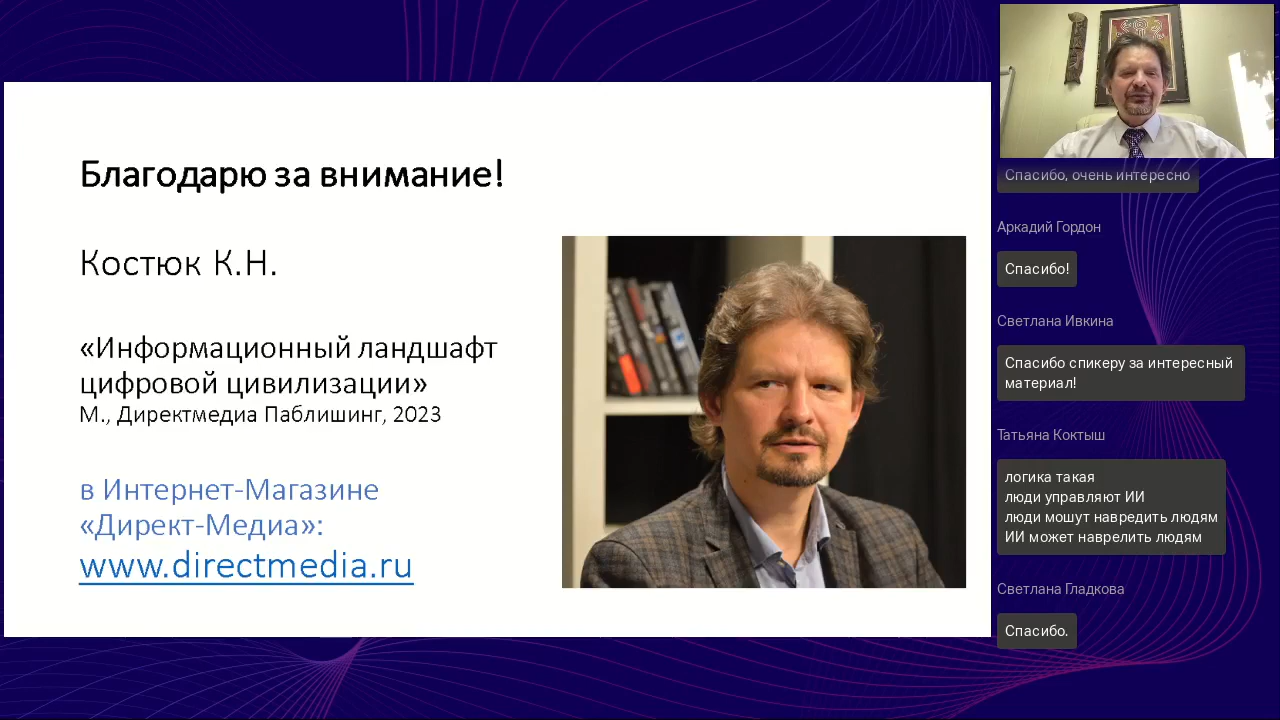 Благодарю за внимание!
Костюк К.Н.
«Информационный ландшафт
цифровой цивилизации»
М., Директмедиа Паблишинг, 2023
в Интернет-Магазине
«Директ-Медиа»:
www.directmedia.ru
Спасибо, очень интересно
Аркадий Гордон
Спасибо!
Светлана Ивкина
Спасибо спикеру за интересный
материал!
Татьяна Коктыш
логика такая
люди управляют ИИ
люди мошут навредить людям
ИИ может наврелить людям
Светлана Гладкова
Спасибо.